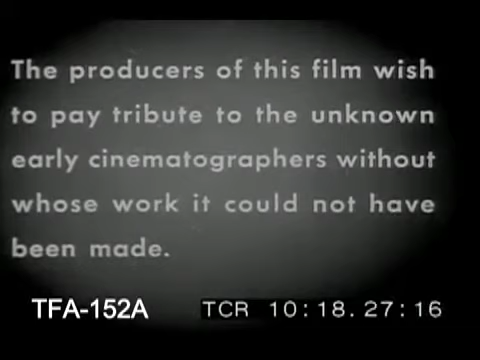 The producers of this film wish
to pay tribute to the unknown
early cinematographers without
whose work it could not have
been made.
TFA-152A TCR 10:18.27:16